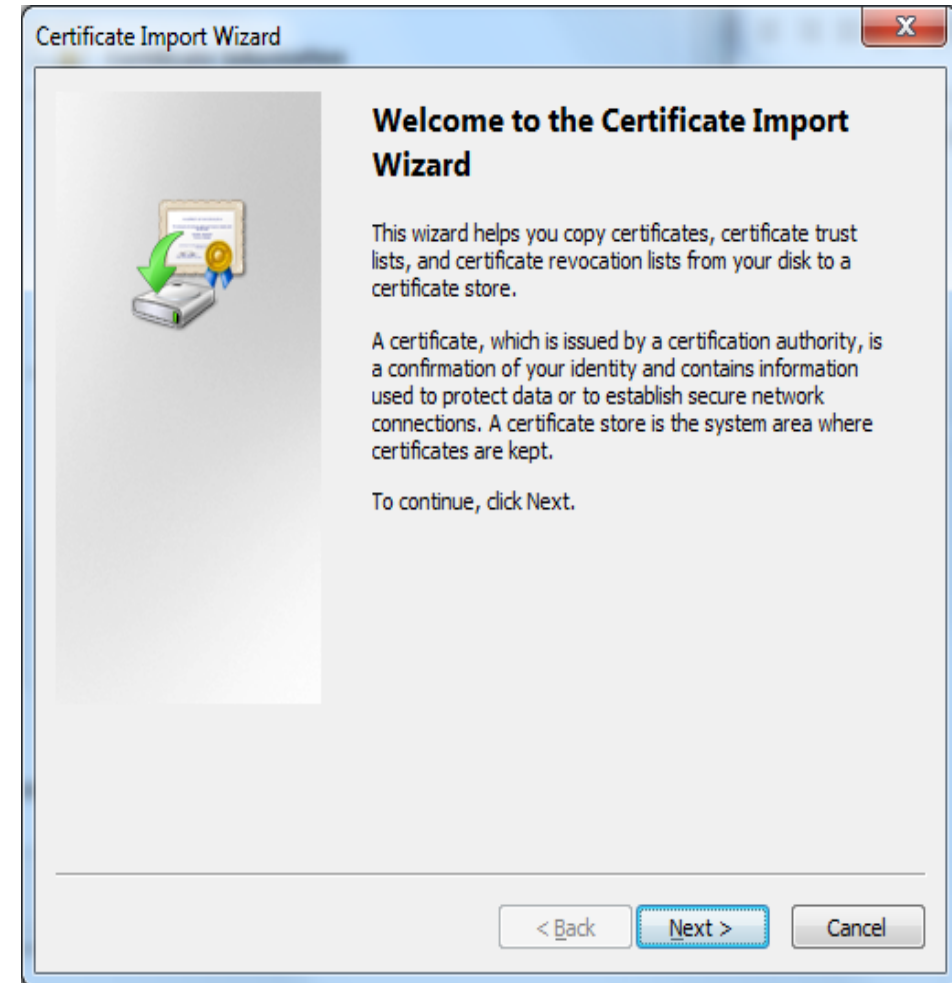 Certificate Import Wizard
X
Welcome to the Certificate Import
Wizard
This wizard helps you copy certificates, certificate trust
lists, and certificate revocation lists from your disk to a
certificate store.
A certificate, which is issued by a certification authority, is
a confirmation of your identity and contains information
used to protect data or to establish secure network
connections. A certificate store is the system area where
certificates are kept.
To continue, click Next.
< Back Next > Cancel